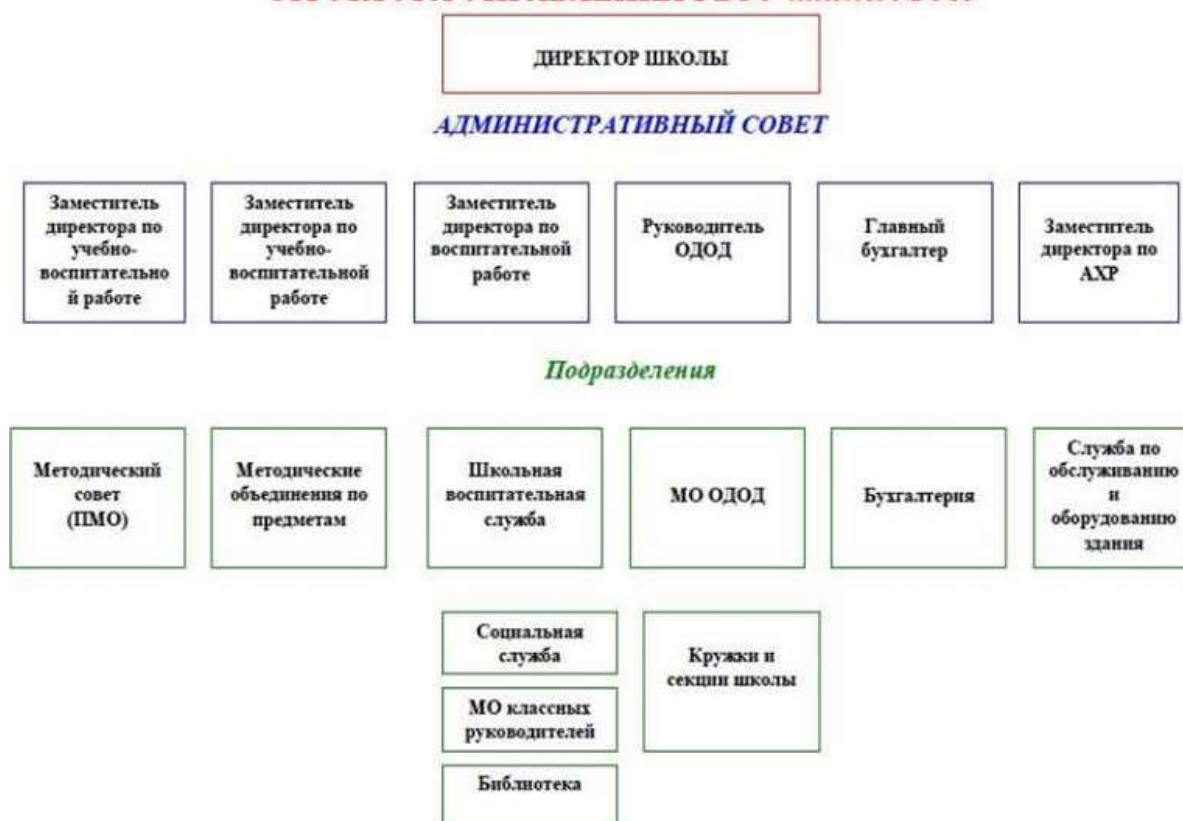 ДИРЕКТОР ШКОЛЫ
АДМИНИСТРАТИВНЫЙ СОВЕТ
Заместитель
директора по
учебно-
воспитательно
й работе
Заместитель
директора по
учебно-
воспитательной
работе
Заместитель
директора по
воспитательной
работе
Руководитель
ОДОД
Главный
бухгалтер
Заместитель
директора по
АХР
Подразделения
Методический
совет
(ПМО)
Методические
объединения по
предметам
Школьная
воспитательная
служба
МО ОДОД
Бухгалтерия
Служба по
обслуживанию
и
оборудованию
здания
Социальная
служба
Кружки и
секции школы
МО классных
руководителей
Библиотека